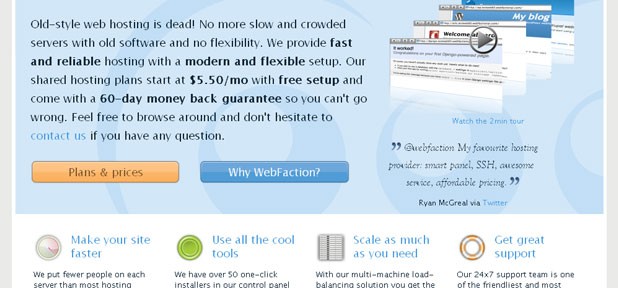 Old-style web hosting is dead! No more slow and crowded
servers with old software and no flexibility. We provide fast
and reliable hosting with a modern and flexible setup. Our
shared hosting plans start at $5.50/mo with free setup and
come with a 60-day money back guarantee so you can't go
wrong. Feel free to browse around and don't hesitate to
contact us if you have any question.
Plans & prices
Why WebFaction?
My blog
It worked!
Watch the 2min tour
” @webfaction My favourite hosting
provider: smart panel, SSH, awesome
service, affordable pricing. ”
Ryan McGreal via Twitter
Make your site
faster
We put fewer people on each
server than most hosting
Use all the cool
tools
We have over 50 one-click
installers in our control panel
Scale as much
as you need
With our multi-machine load-
balancing solution you get the
Get great
support
Our 24x7 support team is one
of the friendliest and most